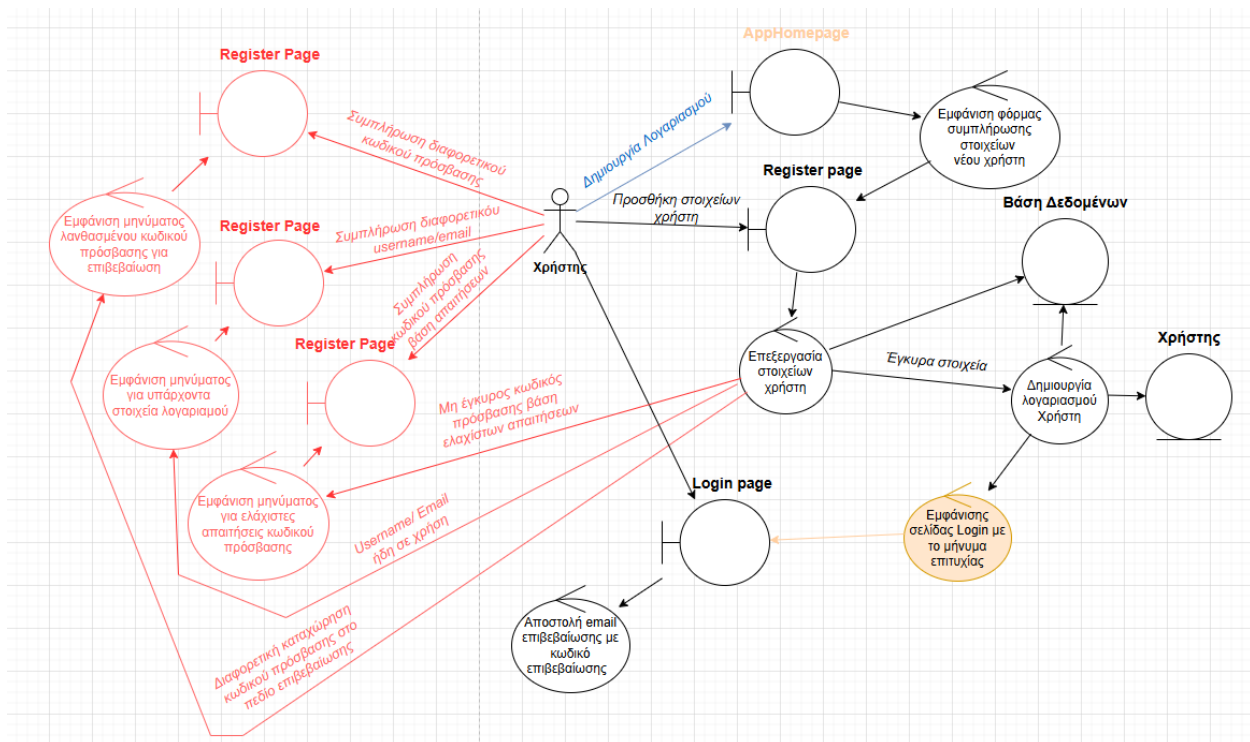 AppHomepage
Register Page
Εμφάνιση φόρμας
συμπλήρωσης
στοιχείων
νέου χρήστη
Συμπλήρωση διαφορετικού
κωδικού πρόσβασης
Δημιουργία Λογαριασμού
Register page
Προσθήκη στοιχείων
χρήστη
Βάση Δεδομένων
Εμφάνιση μηνύματος
λανθασμένου κωδικού
πρόσβασης για
επιβεβαίωση
Register Page
Συμπλήρωση διαφορετικόυ
username/email
Χρήστης
Συμπλήρωση
κωδικού πρόσβασης
βάση απαιτήσεων
Register Page
Χρήστης
Επεξεργασία
στοιχείων
χρήστη
Έγκυρα στοιχεία
Δημιουργία
λογαριασμού
Χρήστη
Εμφάνιση μηνύματος
για υπάρχοντα
στοιχεία λογαριαμού
Μη έγκυρος κωδικός
πρόσβασης βάση
ελαχίστων απαιτήσεων
Login page
Εμφάνιση μηνύματος
για ελάχιστες
απαιτήσεις κωδικού
πρόσβασης
Username/ Email
ήδη σε χρήση
Εμφάνισης
σελίδας Login με
το μήνυμα
επιτυχίας
Αποστολή email
επιβεβαίωσης με
κωδικό
επιβεβαίωσης
Διαφορετική καταχώρηση
κωδικού πρόσβασης στο
πεδίο επιβεβαίωσης